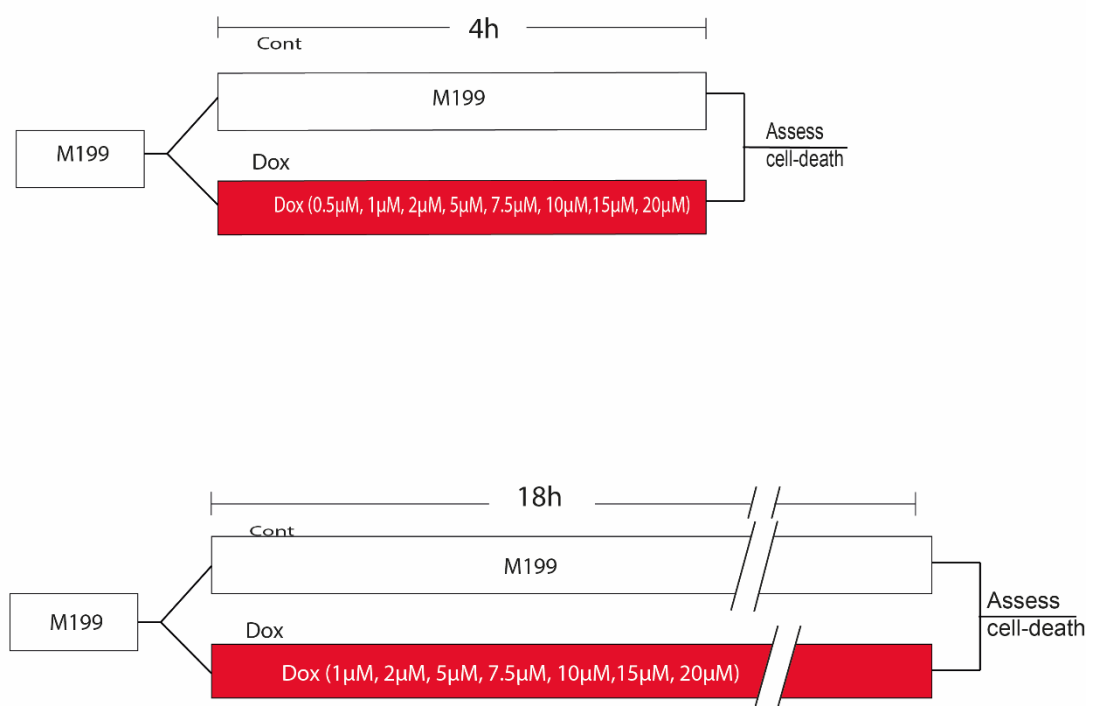 4h
Cont
M199
M199
Assess
cell-death
Dox
Dox (0.5µM, 1µM, 2µM, 5µM, 7.5µM, 10µM,15µM, 20µM)
18h
Cont
M199
M199
Assess
cell-death
Dox
Dox (1µM, 2µM, 5µM, 7.5µM, 10µM,15µM, 20µM)